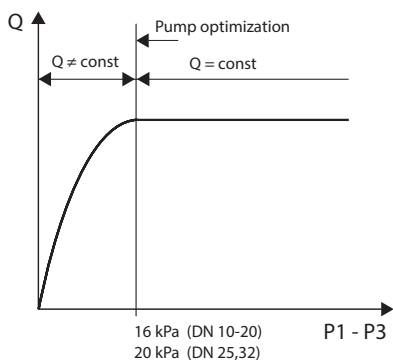 Q
Pump optimization
Q ≠ const
Q = const
16 kPa (DN 10-20)
P1 - P3
20 kPa (DN 25,32)